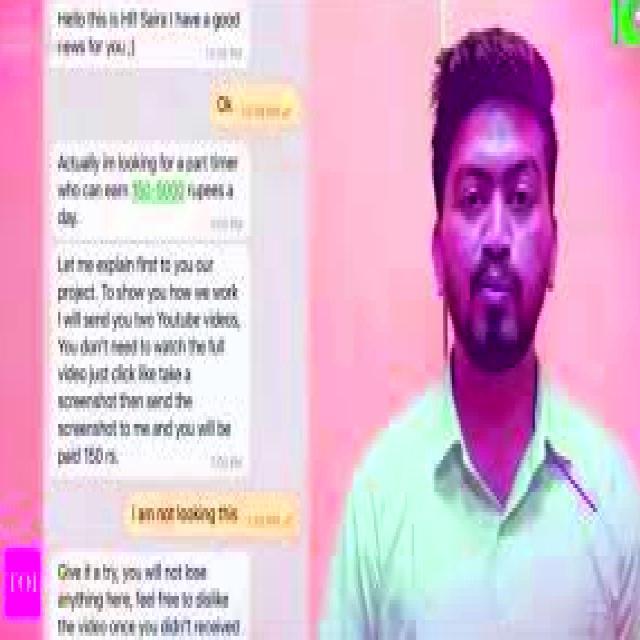 Hello this is HR Saira I have a good
news for you ,)
Ok
Actually im looking for a part timer
who can earn 150-5000 rupees a
day.
Let me explain first to you our
project. To show you how we work
I will send you two Youtube videos,
You don't need to watch the full
video just click like take a
screenshot then send the
screenshot to me and you will be
paid 150 rs.
I am not looking this
TOI
Give it a try, you will not lose
anything here, feel free to dislike
the video once you didn't received